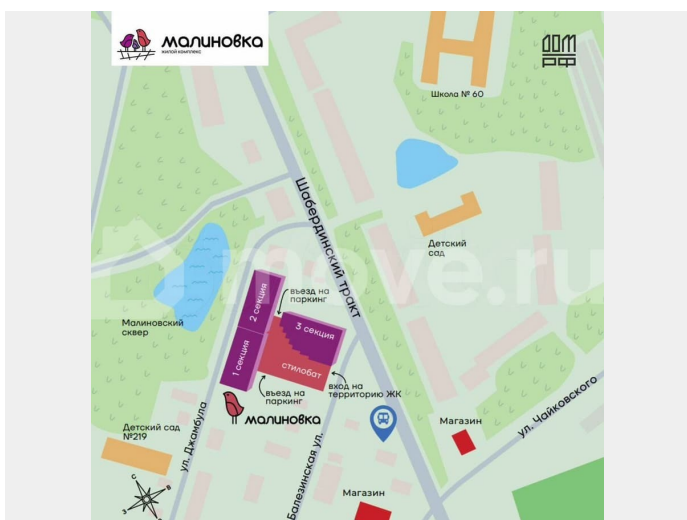 малиновка
жилой комплекс
ДОМ
РФ
Школа № 60
Шабердинский тракт
Детский
сад
move.ru
въезд на
паркинг
2 секция
3 секция
Малиновский
сквер
1 секция
стилобат
вход на
территорию ЖК
въезд на
паркинг
малиновка
ул. Чайковского
Магазин
Детский сад
№219
ул. Джамбула
Балезинская ул.
Магазин
С
В
З